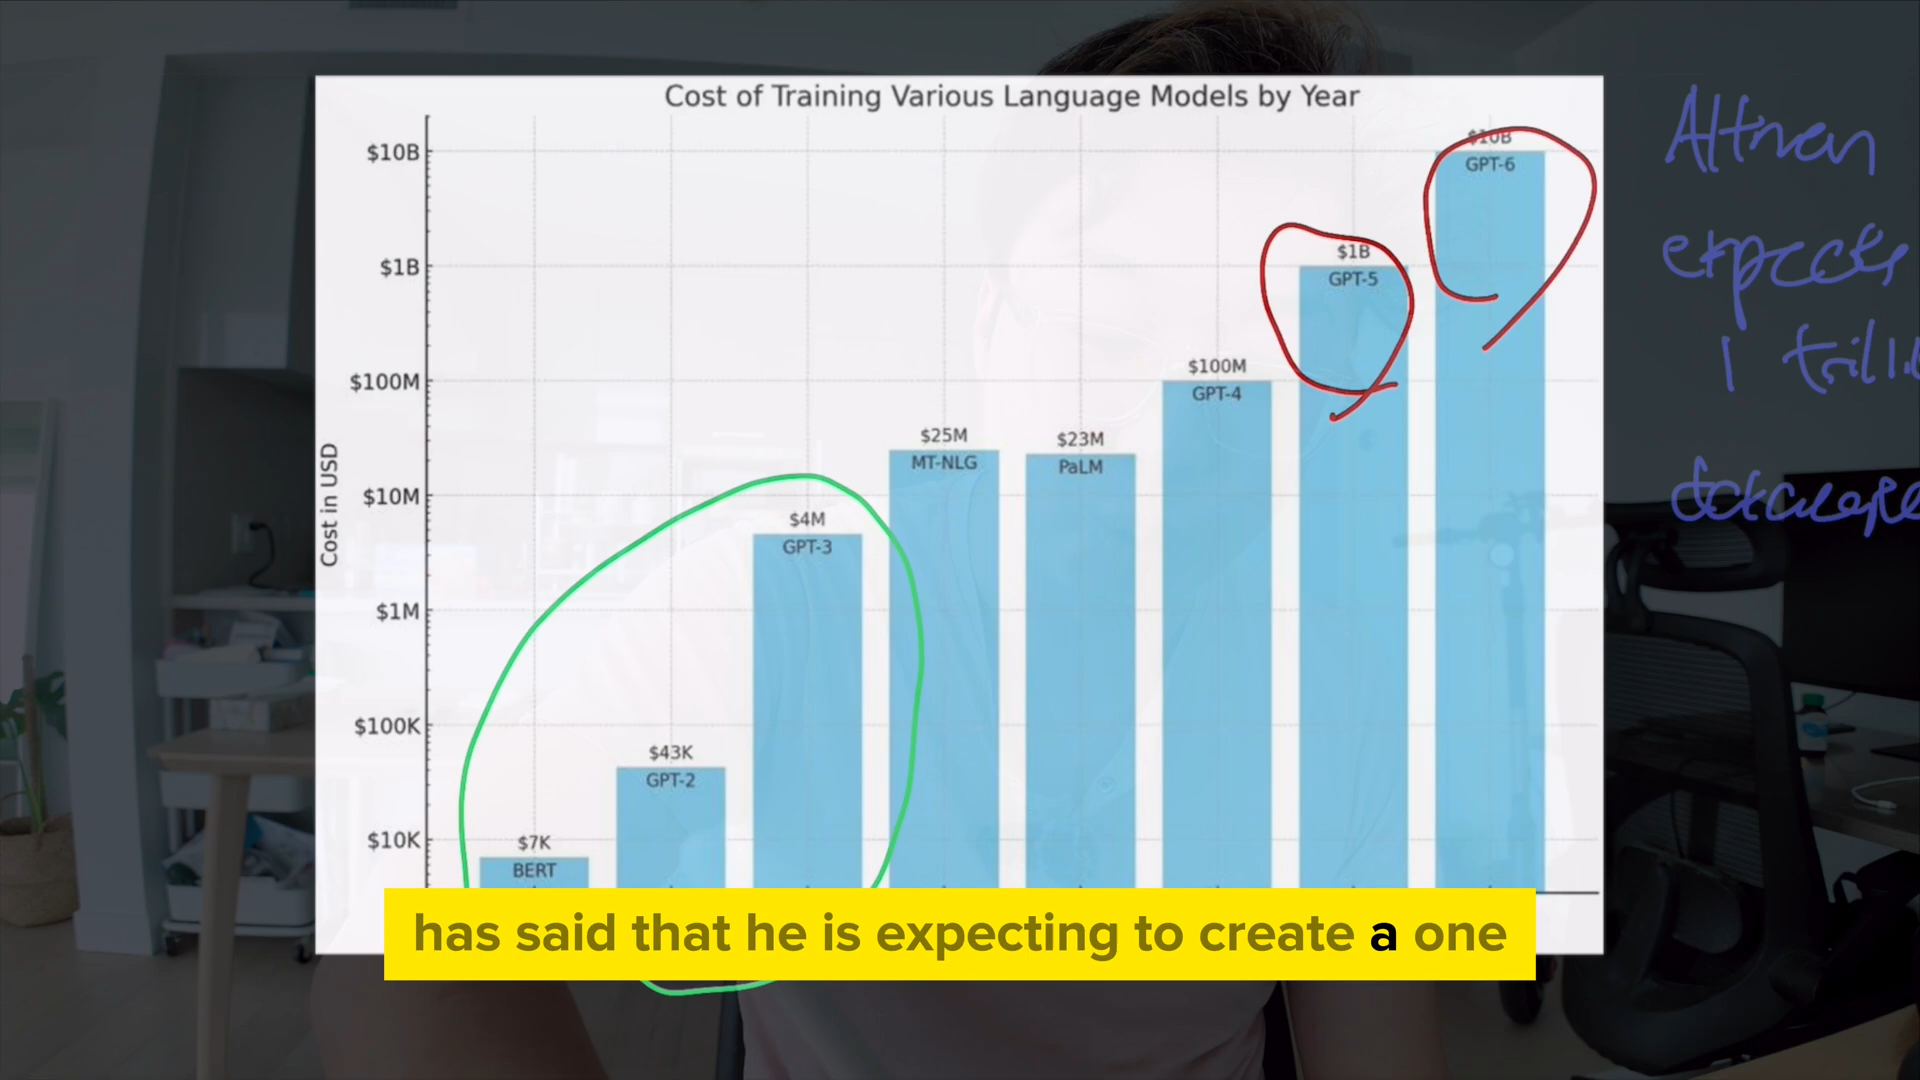 Cost of Training Various Language Models by Year
Altman
expects
1 trilli
$10B
$1B
$100M
$10M
$1M
$100K
$10K
Cost in USD
$7K
BERT
$43K
GPT-2
$4M
GPT-3
$25M
MT-NLG
$23M
PaLM
$100M
GPT-4
$1B
GPT-5
$10B
GPT-6
has said that he is expecting to create a one